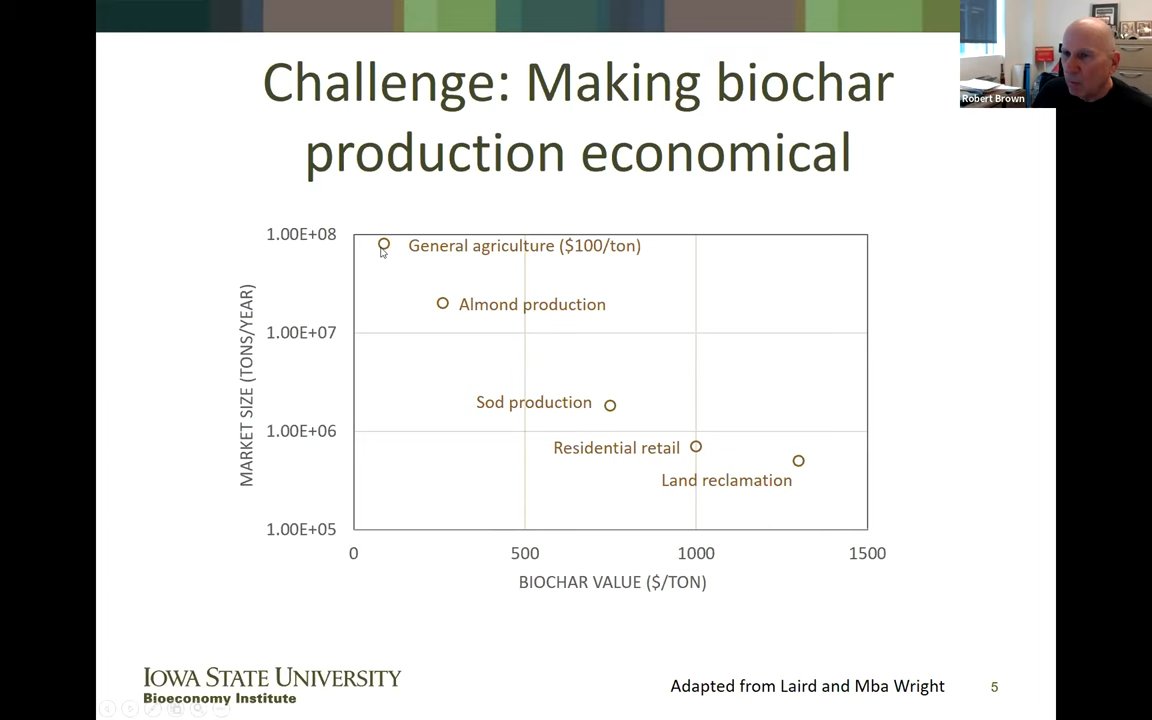 Challenge: Making biochar
production economical
Robert Brown
1.00E+08
General agriculture ($100/ton)
Almond production
1.00E+07
Sod production
1.00E+06
Residential retail
Land reclamation
1.00E+05
MARKET SIZE (TONS/YEAR)
0 500 1000 1500
BIOCHAR VALUE ($/TON)
IOWA STATE UNIVERSITY
Bioeconomy Institute
Adapted from Laird and Mba Wright 5